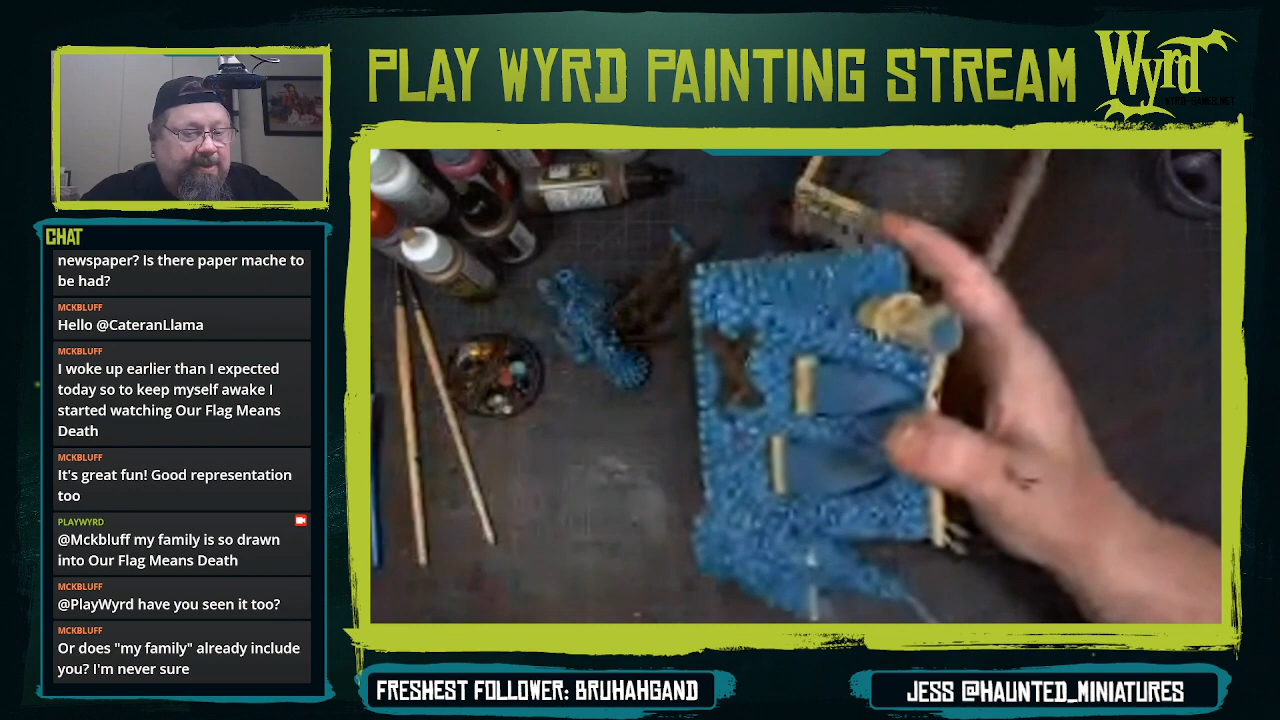 PLAY WYRD PAINTING STREAM
Wyrd
WYRD-GAMES.NET
CHAT
newspaper? Is there paper mache to
be had?
MCKBLUFF
Hello @CateranLlama
MCKBLUFF
I woke up earlier than I expected
today so to keep myself awake I
started watching Our Flag Means
Death
MCKBLUFF
It's great fun! Good representation
too
PLAYWYRD
@Mckbluff my family is so drawn
into Our Flag Means Death
MCKBLUFF
@PlayWyrd have you seen it too?
MCKBLUFF
Or does "my family" already include
you? I'm never sure
FRESHEST FOLLOWER: BRUHAHGAND
JESS @HAUNTED_MINIATURES